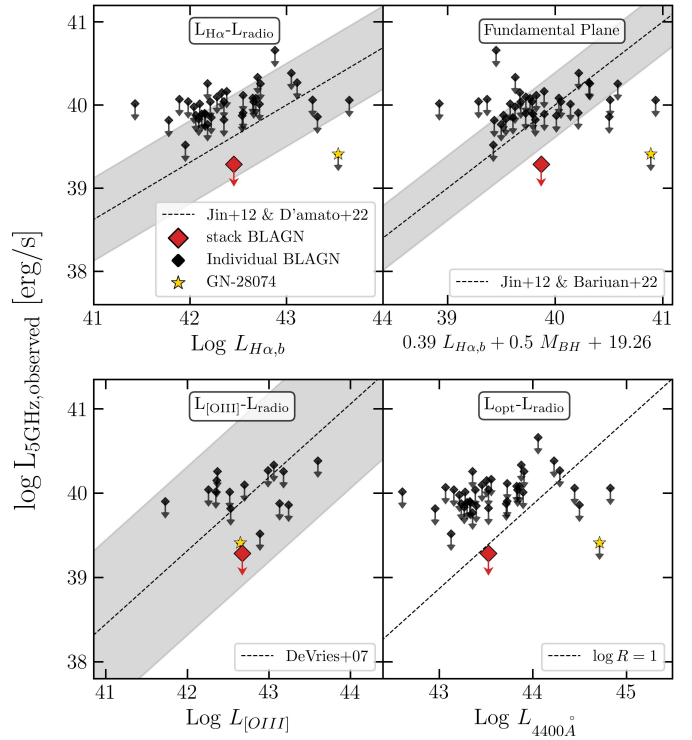 log L5GHz,observed [erg/s]
LHα-Lradio
Fundamental Plane
41
40
39
38
Jin+12 & D'amato+22
stack BLAGN
Individual BLAGN
GN-28074
Jin+12 & Bariuan+22
41 42 43 44
39 40 41
Log LHα,b
0.39 LHα,b + 0.5 MBH + 19.26
L[OIII]-Lradio
Lopt-Lradio
41
40
39
38
DeVries+07
log R = 1
41 42 43 44
43 44 45
Log L[OIII]
Log L4400Å